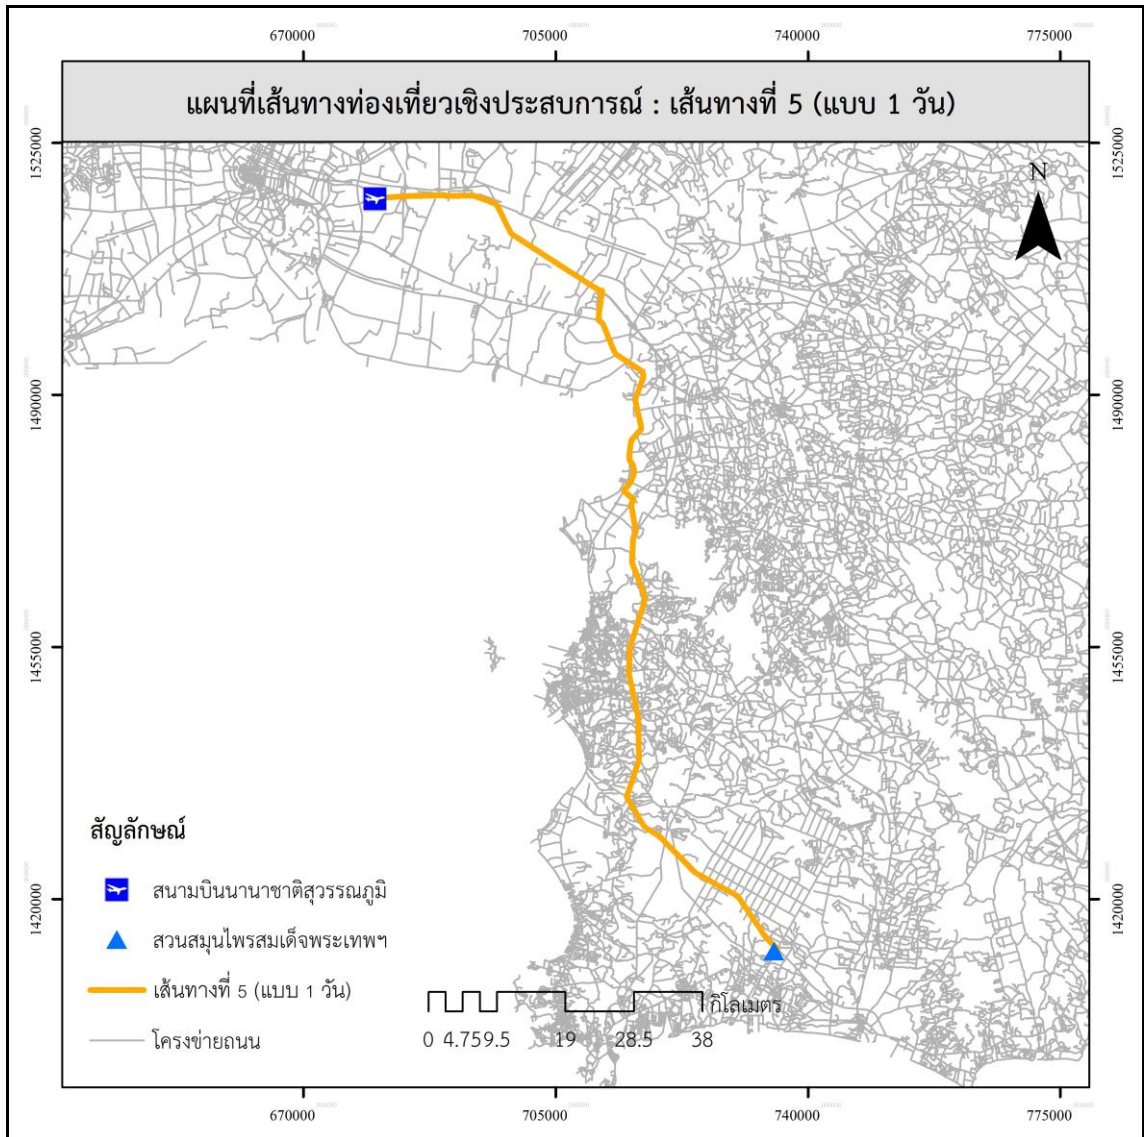 670000 705000 740000 775000
แผนที่เส้นทางท่องเที่ยวเชิงประสบการณ์ : เส้นทางที่ 5 (แบบ 1 วัน)
1525000 1525000
N
1490000 1490000
1455000 1455000
สัญลักษณ์
สนามบินนานาชาติสุวรรณภูมิ
1420000 1420000
สวนสมุนไพรสมเด็จพระเทพฯ
เส้นทางที่ 5 (แบบ 1 วัน)
กิโลเมตร
โครงข่ายถนน
0 4.75 9.5 19 28.5 38
670000 705000 740000 775000